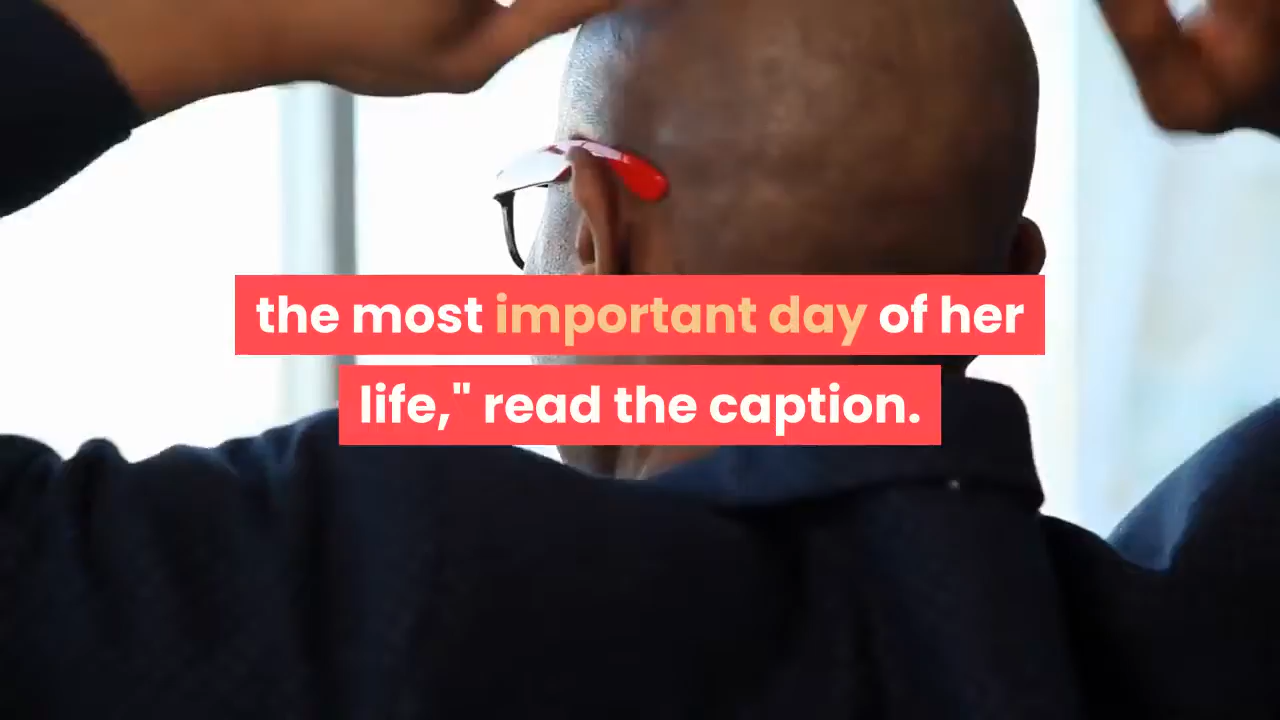 the most important day of her
life," read the caption.